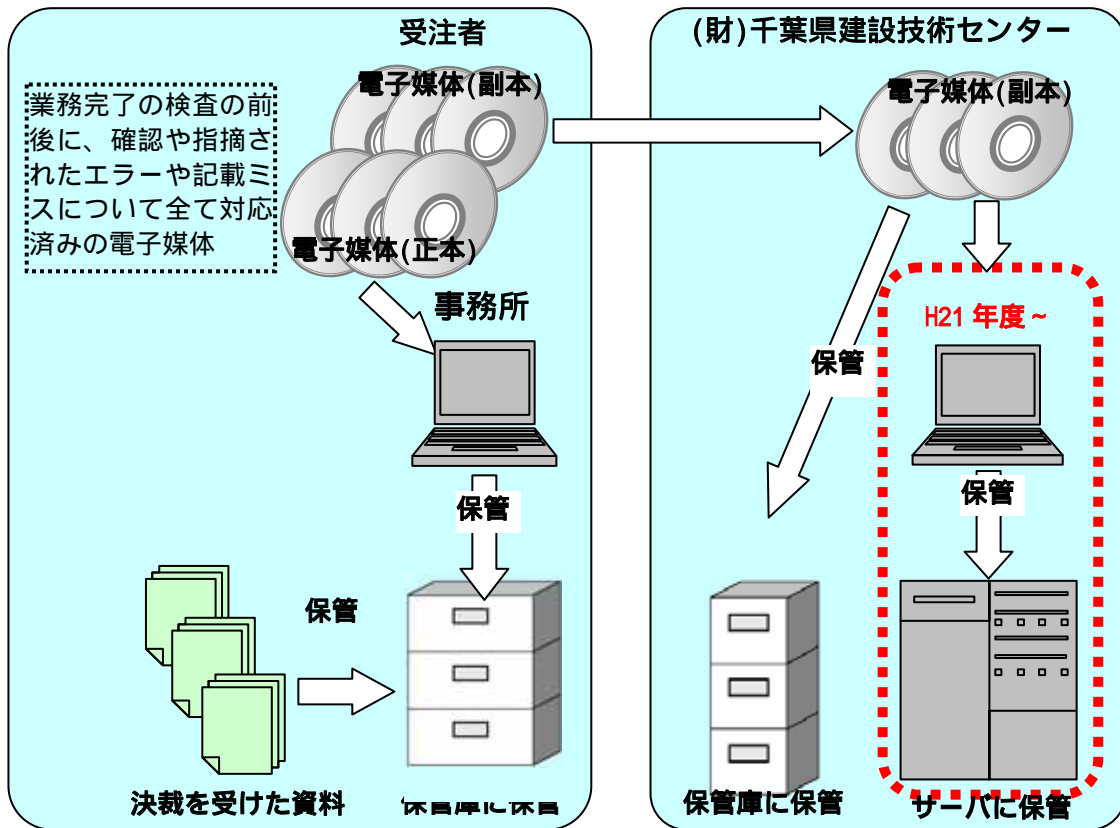 受注者
電子媒体(副本)
業務完了の検査の前
後に、確認や指摘さ
れたエラーや記載ミ
スについて全て対応
済みの電子媒体
電子媒体(正本)
事務所
保管
保管
決裁を受けた資料
保管庫に保管
(財)千葉県建設技術センター
電子媒体(副本)
H21 年度~
保管
保管
保管庫に保管
サーバに保管